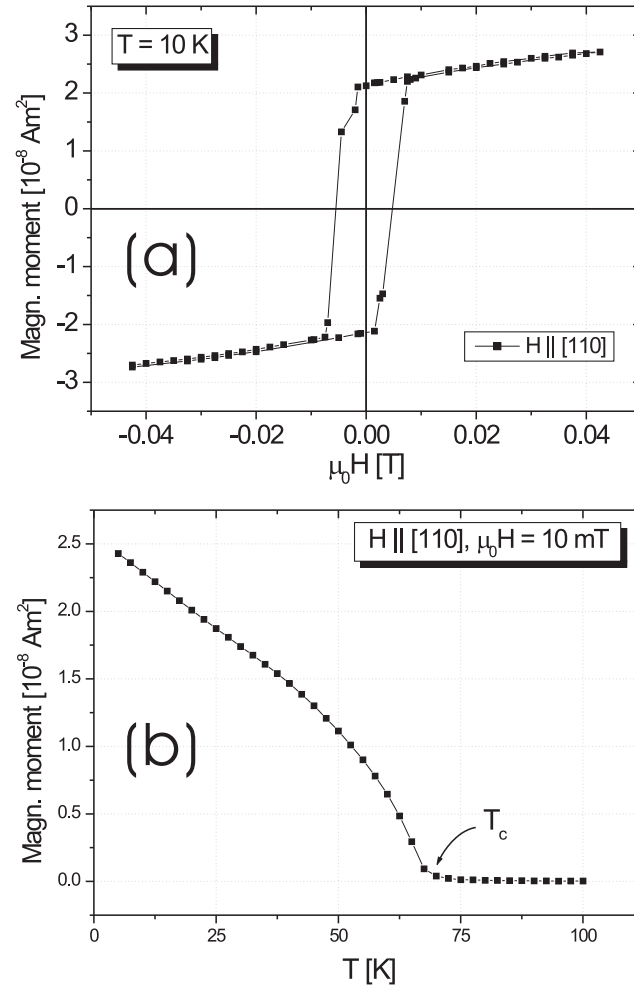 T = 10 K
Magn. moment [10⁻⁸ Am²]
3
2
1
0
-1
-2
-3
(a)
H || [110]
-0.04 -0.02 0.00 0.02 0.04
μ₀H [T]
H || [110], μ₀H = 10 mT
Magn. moment [10⁻⁸ Am²]
2.5
2.0
1.5
1.0
0.5
0.0
(b)
T_c
0 25 50 75 100
T [K]